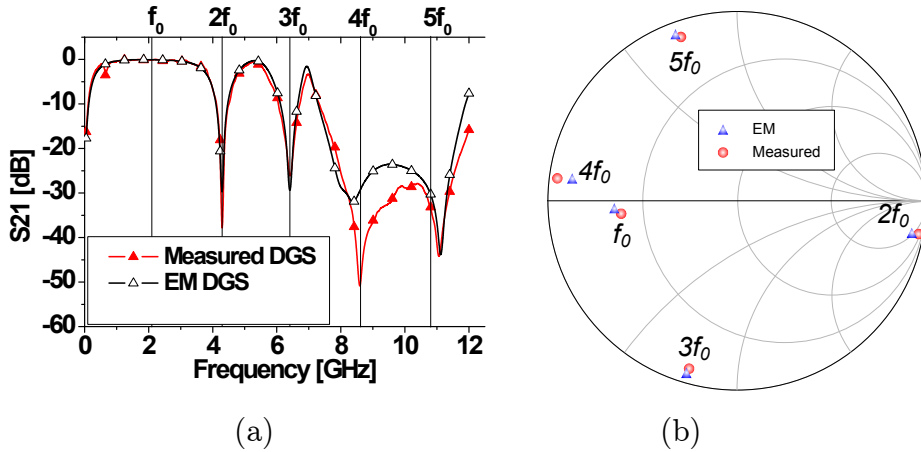 f0 2f0 3f0 4f0 5f0
0
-10
-20
-30
-40
-50
-60
S21 [dB]
Measured DGS
EM DGS
0 2 4 6 8 10 12
Frequency [GHz]
(a)
5f0
EM
Measured
4f0
2f0
f0
3f0
(b)